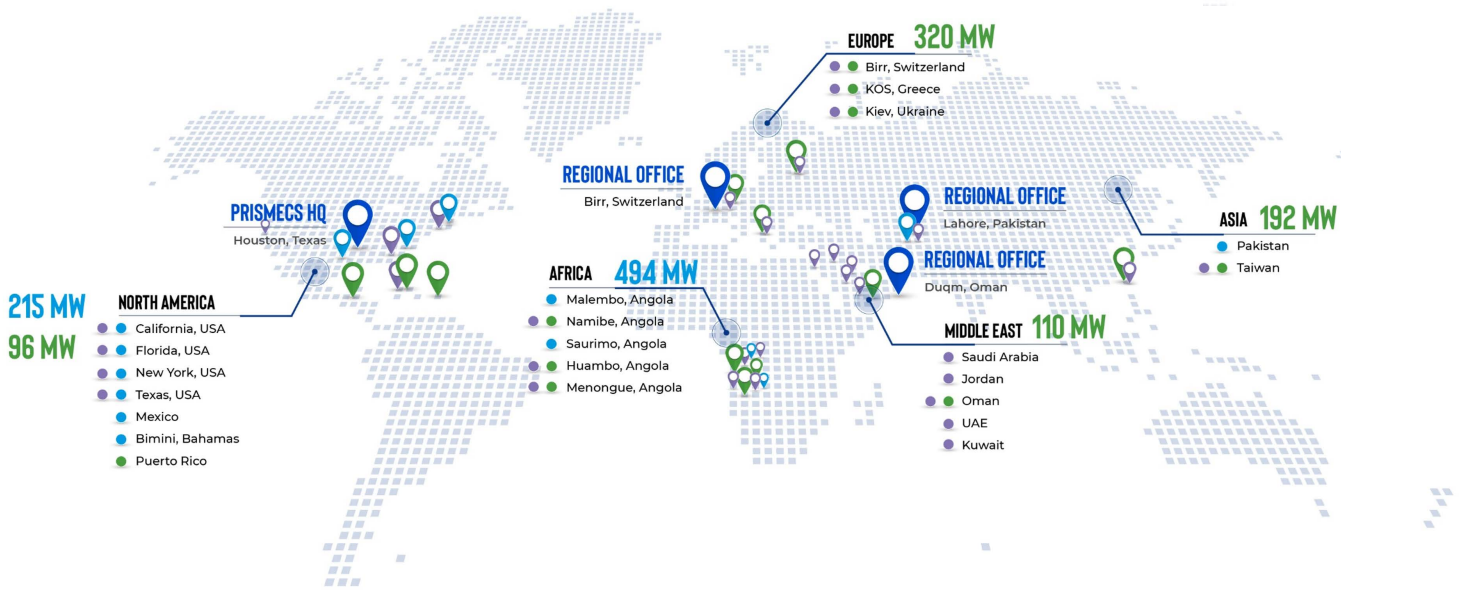 EUROPE 320 MW
Birr, Switzerland
KOS, Greece
Kiev, Ukraine
REGIONAL OFFICE
Birr, Switzerland
REGIONAL OFFICE
Lahore, Pakistan
PRISMECS HQ
Houston, Texas
ASIA 192 MW
Pakistan
Taiwan
REGIONAL OFFICE
Duqm, Oman
AFRICA 494 MW
Malembo, Angola
Namibe, Angola
Saurimo, Angola
Huambo, Angola
Menongue, Angola
215 MW
96 MW
NORTH AMERICA
California, USA
Florida, USA
New York, USA
Texas, USA
Mexico
Bimini, Bahamas
Puerto Rico
MIDDLE EAST 110 MW
Saudi Arabia
Jordan
Oman
UAE
Kuwait